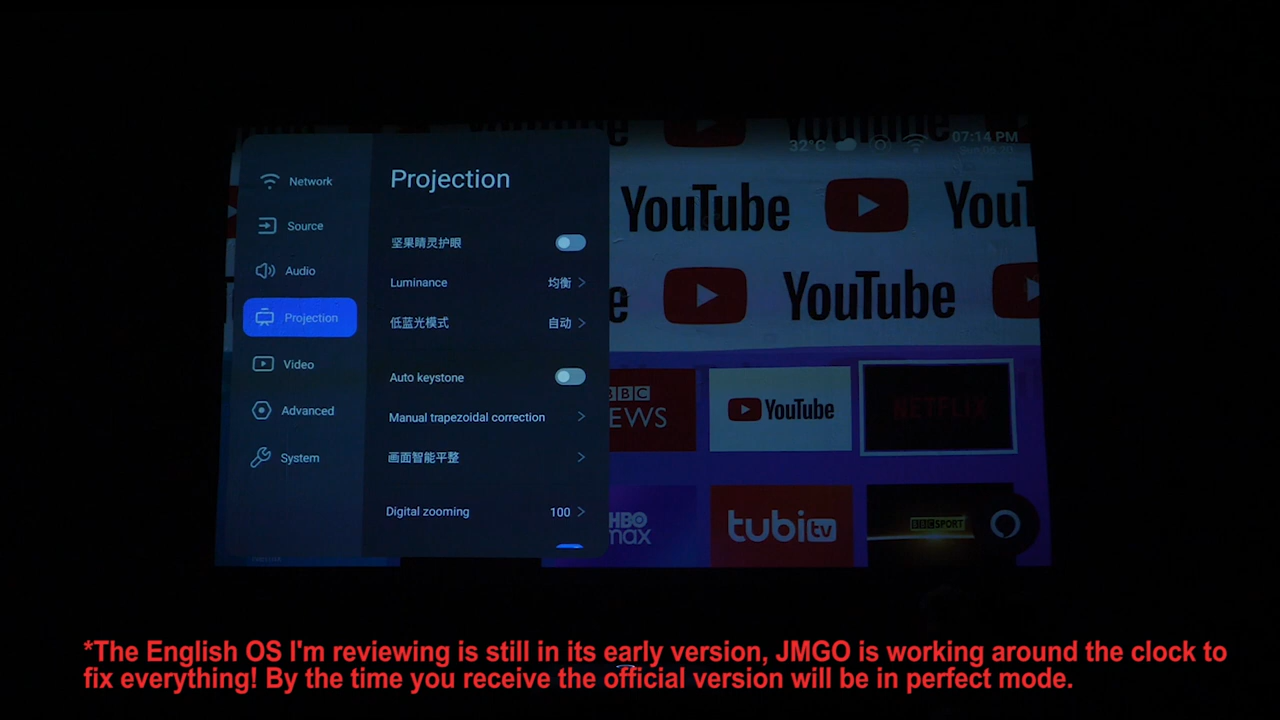 32°C
07:14 PM
Network
Source
Audio
Projection
Video
Advanced
System
Projection
坚果睛灵护眼
Luminance 均衡
低蓝光模式 自动
Auto keystone
Manual trapezoidal correction
画面智能平整
Digital zooming 100
YouTube
YouTube
BBC
NEWS
YouTube
NETFLIX
HBO
max
tubi tv
BBC SPORT
*The English OS I'm reviewing is still in its early version, JMGO is working around the clock to
fix everything! By the time you receive the official version will be in perfect mode.